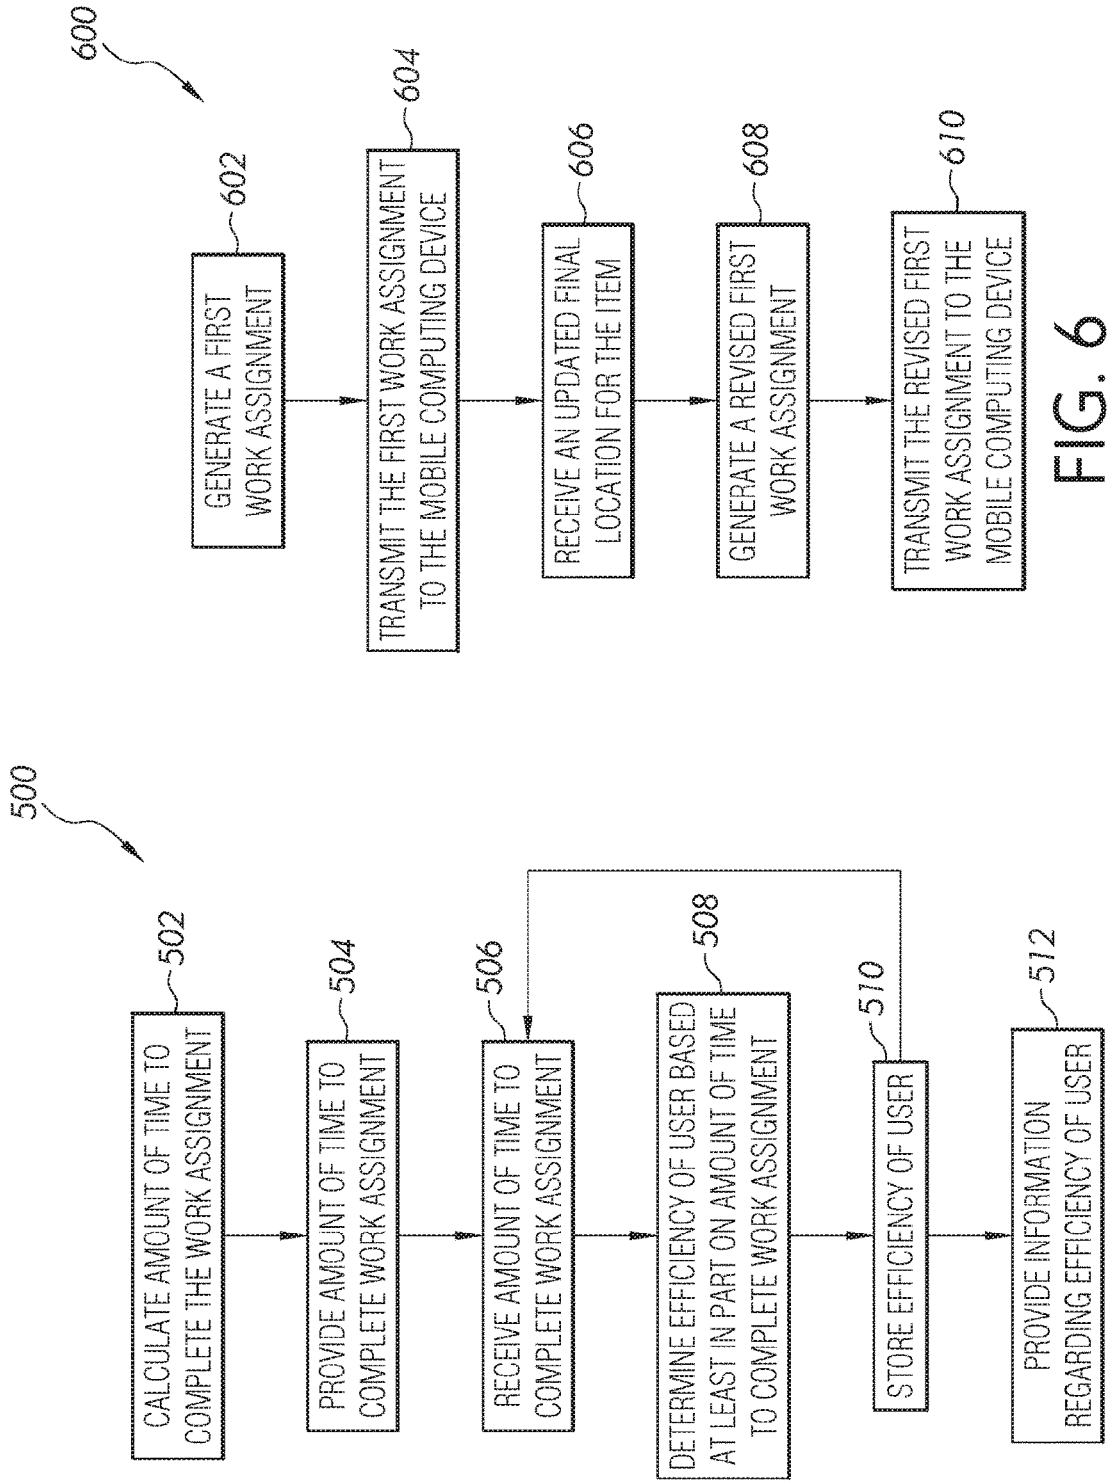 500
CALCULATE AMOUNT OF TIME TO
COMPLETE THE WORK ASSIGNMENT
502
PROVIDE AMOUNT OF TIME TO
COMPLETE WORK ASSIGNMENT
504
RECEIVE AMOUNT OF TIME TO
COMPLETE WORK ASSIGNMENT
506
DETERMINE EFFICIENCY OF USER BASED
AT LEAST IN PART ON AMOUNT OF TIME
TO COMPLETE WORK ASSIGNMENT
508
STORE EFFICIENCY OF USER
510
PROVIDE INFORMATION
REGARDING EFFICIENCY OF USER
512
600
GENERATE A FIRST
WORK ASSIGNMENT
602
TRANSMIT THE FIRST WORK ASSIGNMENT
TO THE MOBILE COMPUTING DEVICE
604
RECEIVE AN UPDATED FINAL
LOCATION FOR THE ITEM
606
GENERATE A REVISED FIRST
WORK ASSIGNMENT
608
TRANSMIT THE REVISED FIRST
WORK ASSIGNMENT TO THE
MOBILE COMPUTING DEVICE
610
FIG. 6